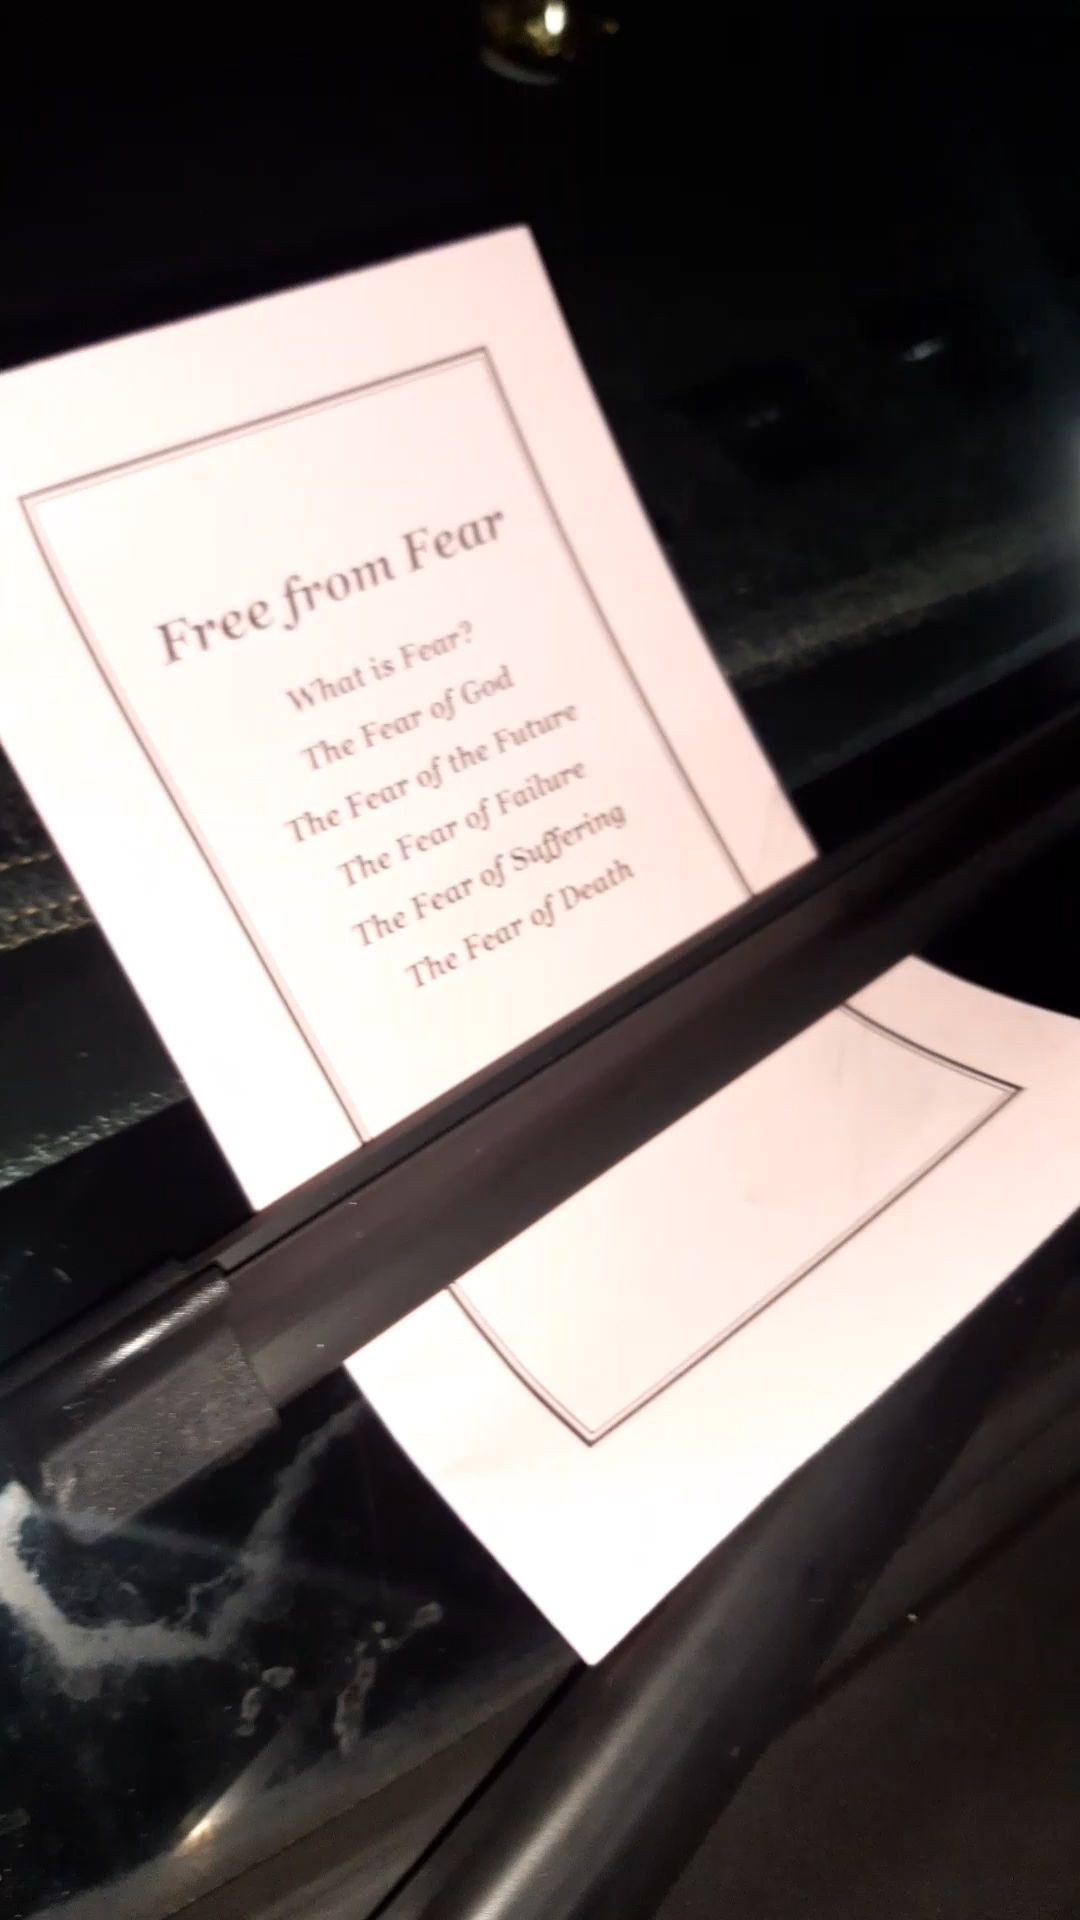 Free from Fear
What is Fear?
The Fear of God
The Fear of the Future
The Fear of Failure
The Fear of Suffering
The Fear of Death